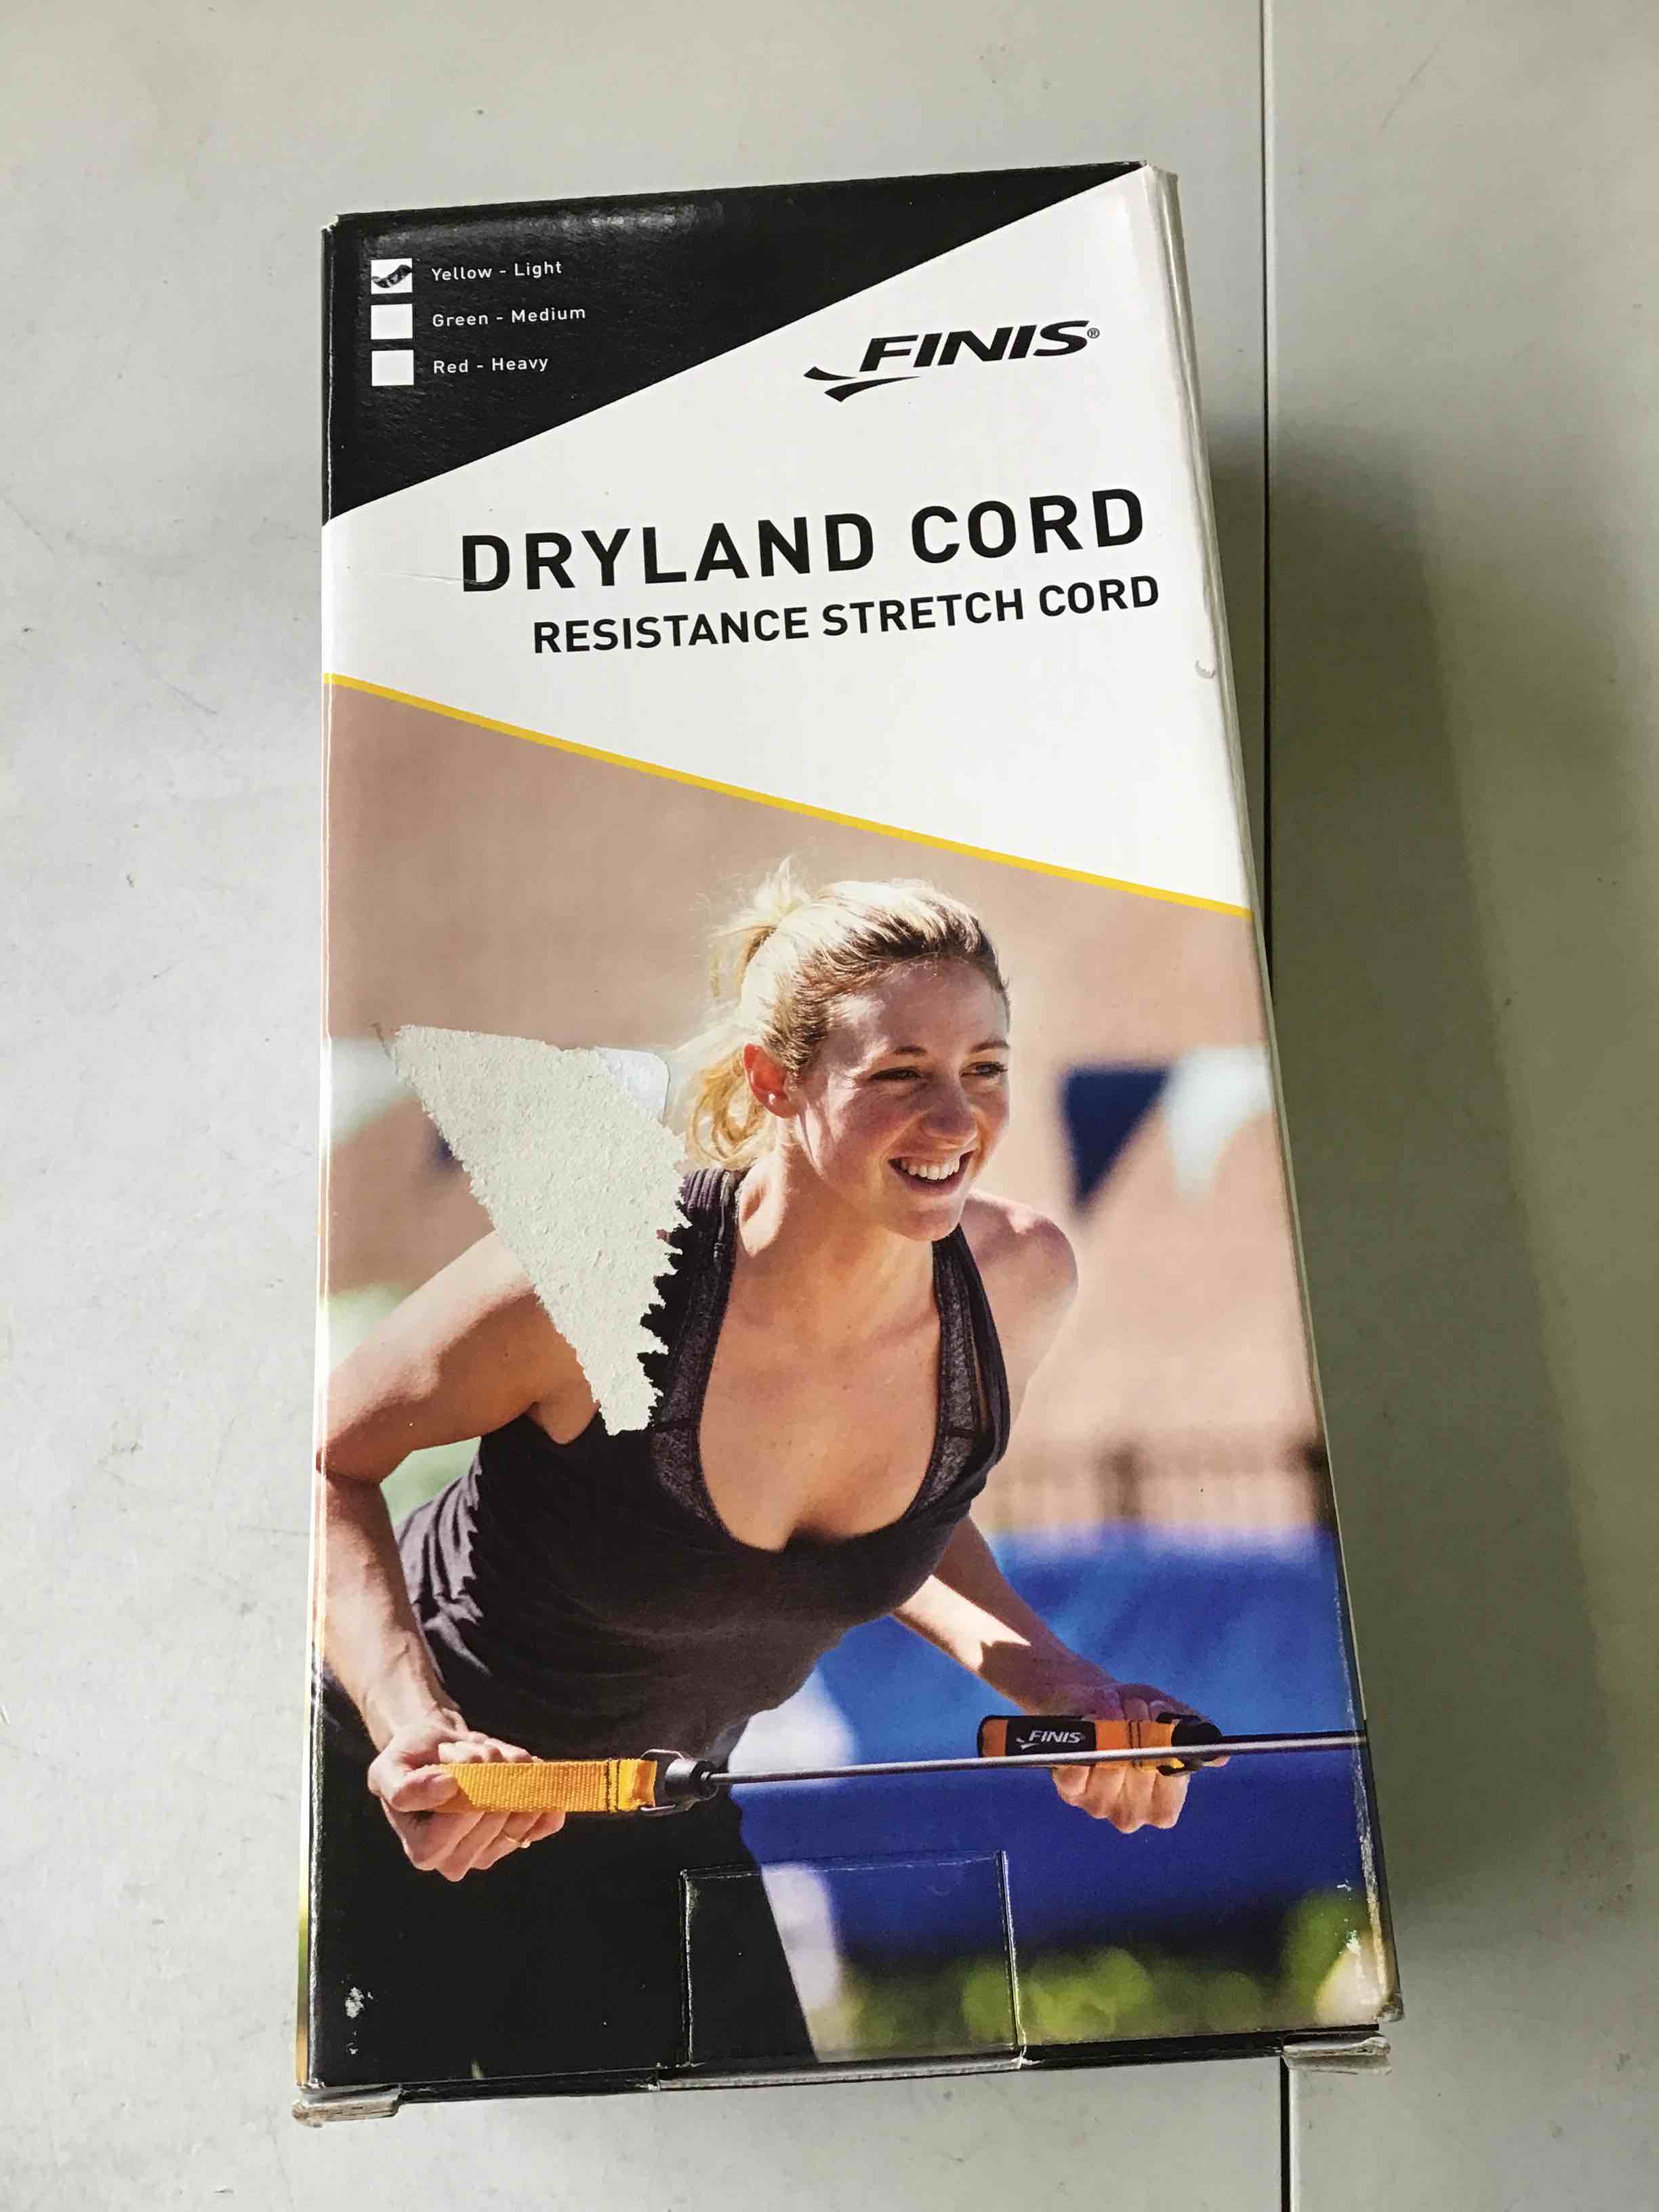 Yellow - Light
Green - Medium
Red - Heavy
FINIS®
DRYLAND CORD
RESISTANCE STRETCH CORD
FINIS